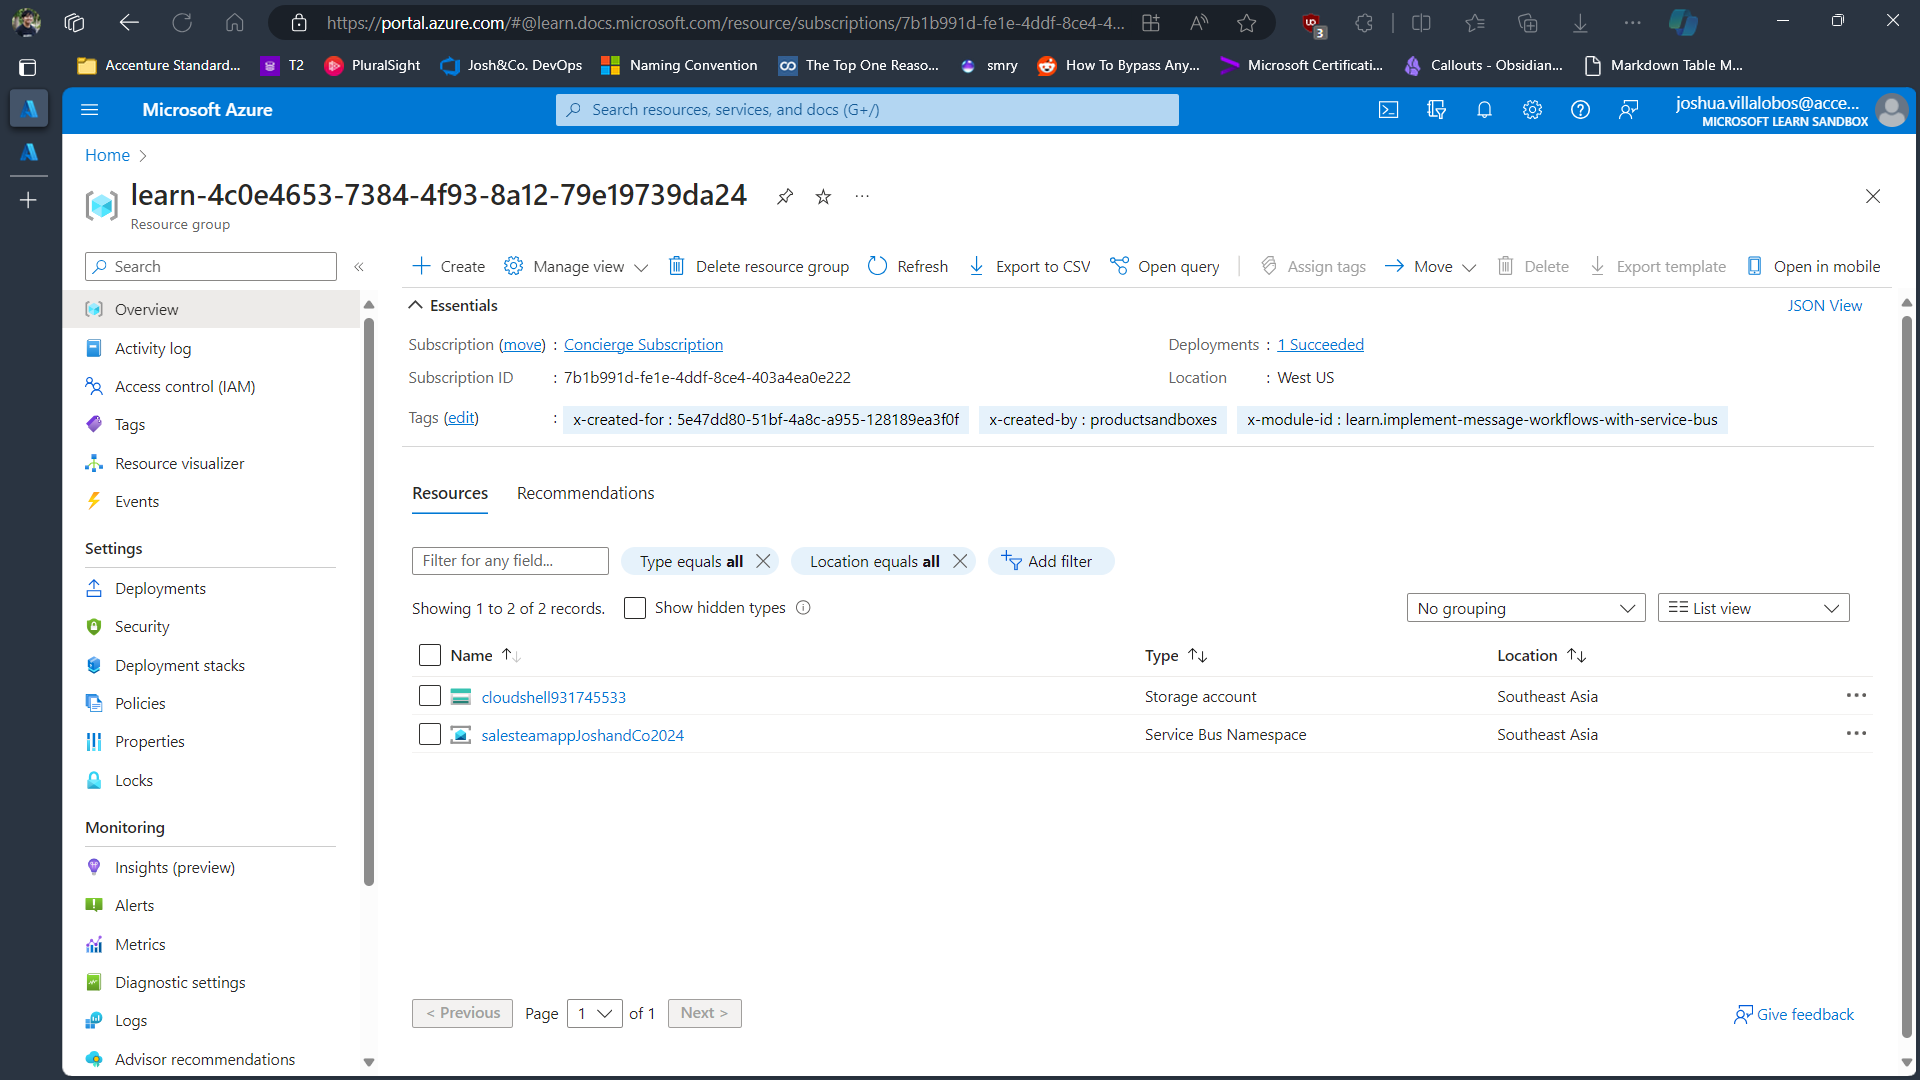 https://portal.azure.com/#@learn.docs.microsoft.com/resource/subscriptions/7b1b991d-fe1e-4ddf-8ce4-4...
3
Accenture Standard...
T2
PluralSight
Josh&Co. DevOps
Naming Convention
The Top One Reaso...
smry
How To Bypass Any...
Microsoft Certificati...
Callouts - Obsidian...
Markdown Table M...
Microsoft Azure
Search resources, services, and docs (G+/)
joshua.villalobos@acce...
MICROSOFT LEARN SANDBOX
Home >
learn-4c0e4653-7384-4f93-8a12-79e19739da24
Resource group
Search
«
Create
Manage view
Delete resource group
Refresh
Export to CSV
Open query
Assign tags
Move
Delete
Export template
Open in mobile
Overview
Activity log
Access control (IAM)
Tags
Resource visualizer
Events
Settings
Deployments
Security
Deployment stacks
Policies
Properties
Locks
Monitoring
Insights (preview)
Alerts
Metrics
Diagnostic settings
Logs
Advisor recommendations
Essentials
JSON View
Subscription (move) : Concierge Subscription
Deployments : 1 Succeeded
Subscription ID : 7b1b991d-fe1e-4ddf-8ce4-403a4ea0e222
Location : West US
Tags (edit) : x-created-for : 5e47dd80-51bf-4a8c-a955-128189ea3f0f x-created-by : productsandboxes x-module-id : learn.implement-message-workflows-with-service-bus
Resources Recommendations
Filter for any field...
Type equals all
Location equals all
Add filter
Showing 1 to 2 of 2 records.
Show hidden types
No grouping
List view
Name Type Location
cloudshell931745533 Storage account Southeast Asia
salesteamappJoshandCo2024 Service Bus Namespace Southeast Asia
< Previous Page 1 of 1 Next >
Give feedback